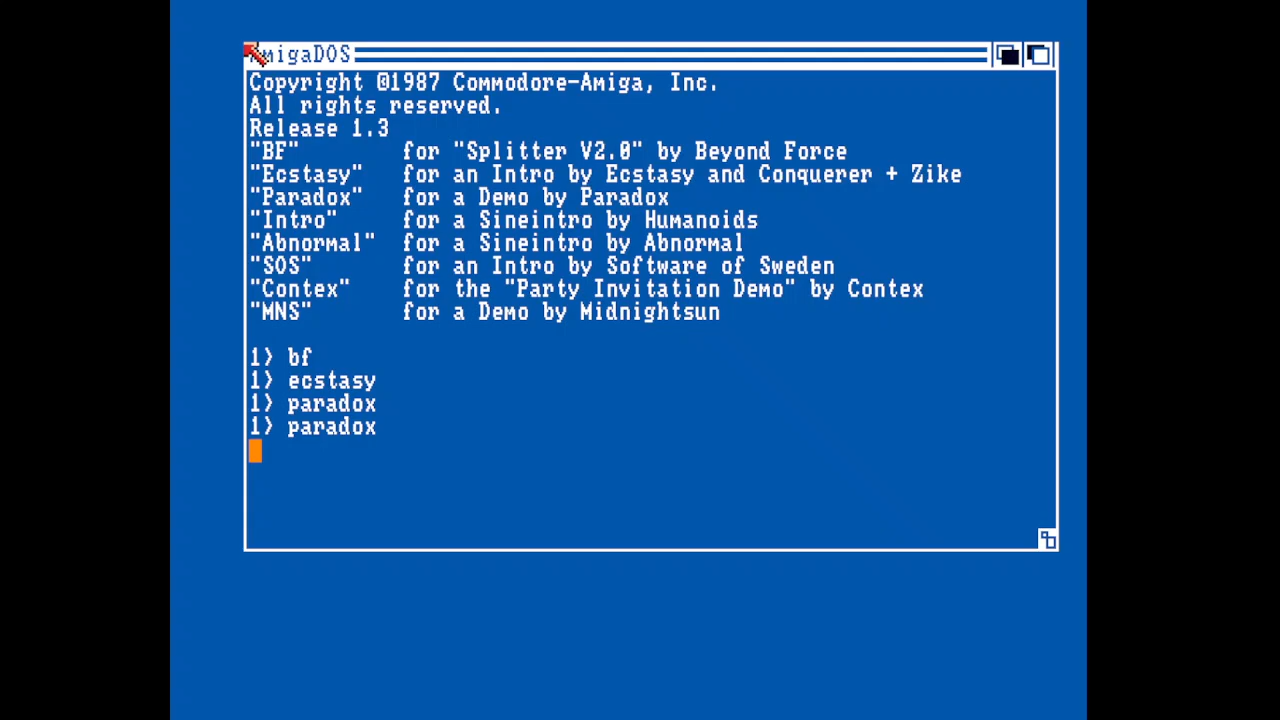 AmigaDOS
Copyright ©1987 Commodore-Amiga, Inc.
All rights reserved.
Release 1.3
"BF" for "Splitter V2.0" by Beyond Force
"Ecstasy" for an Intro by Ecstasy and Conquerer + Zike
"Paradox" for a Demo by Paradox
"Intro" for a Sineintro by Humanoids
"Abnormal" for a Sineintro by Abnormal
"SOS" for an Intro by Software of Sweden
"Contex" for the "Party Invitation Demo" by Contex
"MNS" for a Demo by Midnightsun
1> bf
1> ecstasy
1> paradox
1> paradox